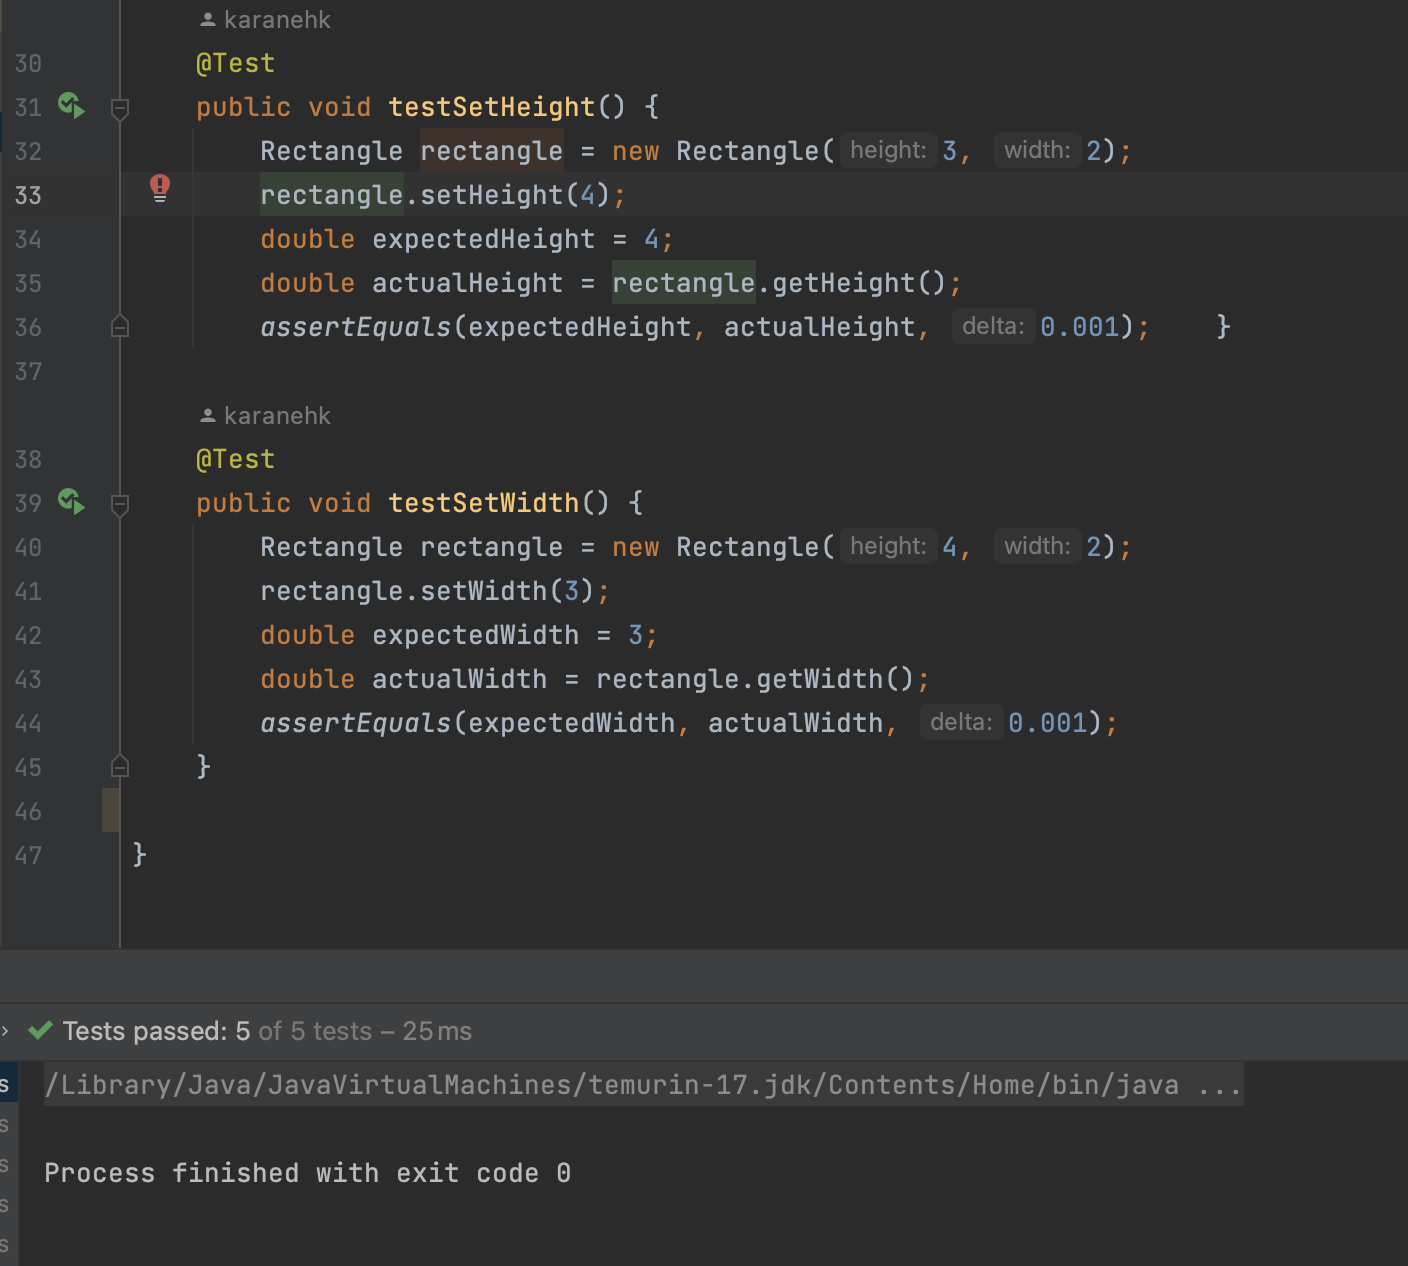 karanehk
30 @Test
31 public void testSetHeight() {
32 Rectangle rectangle = new Rectangle( height: 3, width: 2);
33 rectangle.setHeight(4);
34 double expectedHeight = 4;
35 double actualHeight = rectangle.getHeight();
36 assertEquals(expectedHeight, actualHeight, delta: 0.001); }
37
karanehk
38 @Test
39 public void testSetWidth() {
40 Rectangle rectangle = new Rectangle( height: 4, width: 2);
41 rectangle.setWidth(3);
42 double expectedWidth = 3;
43 double actualWidth = rectangle.getWidth();
44 assertEquals(expectedWidth, actualWidth, delta: 0.001);
45 }
46
47 }
Tests passed: 5 of 5 tests – 25 ms
s /Library/Java/JavaVirtualMachines/temurin-17.jdk/Contents/Home/bin/java ...
s
s Process finished with exit code 0
s
s